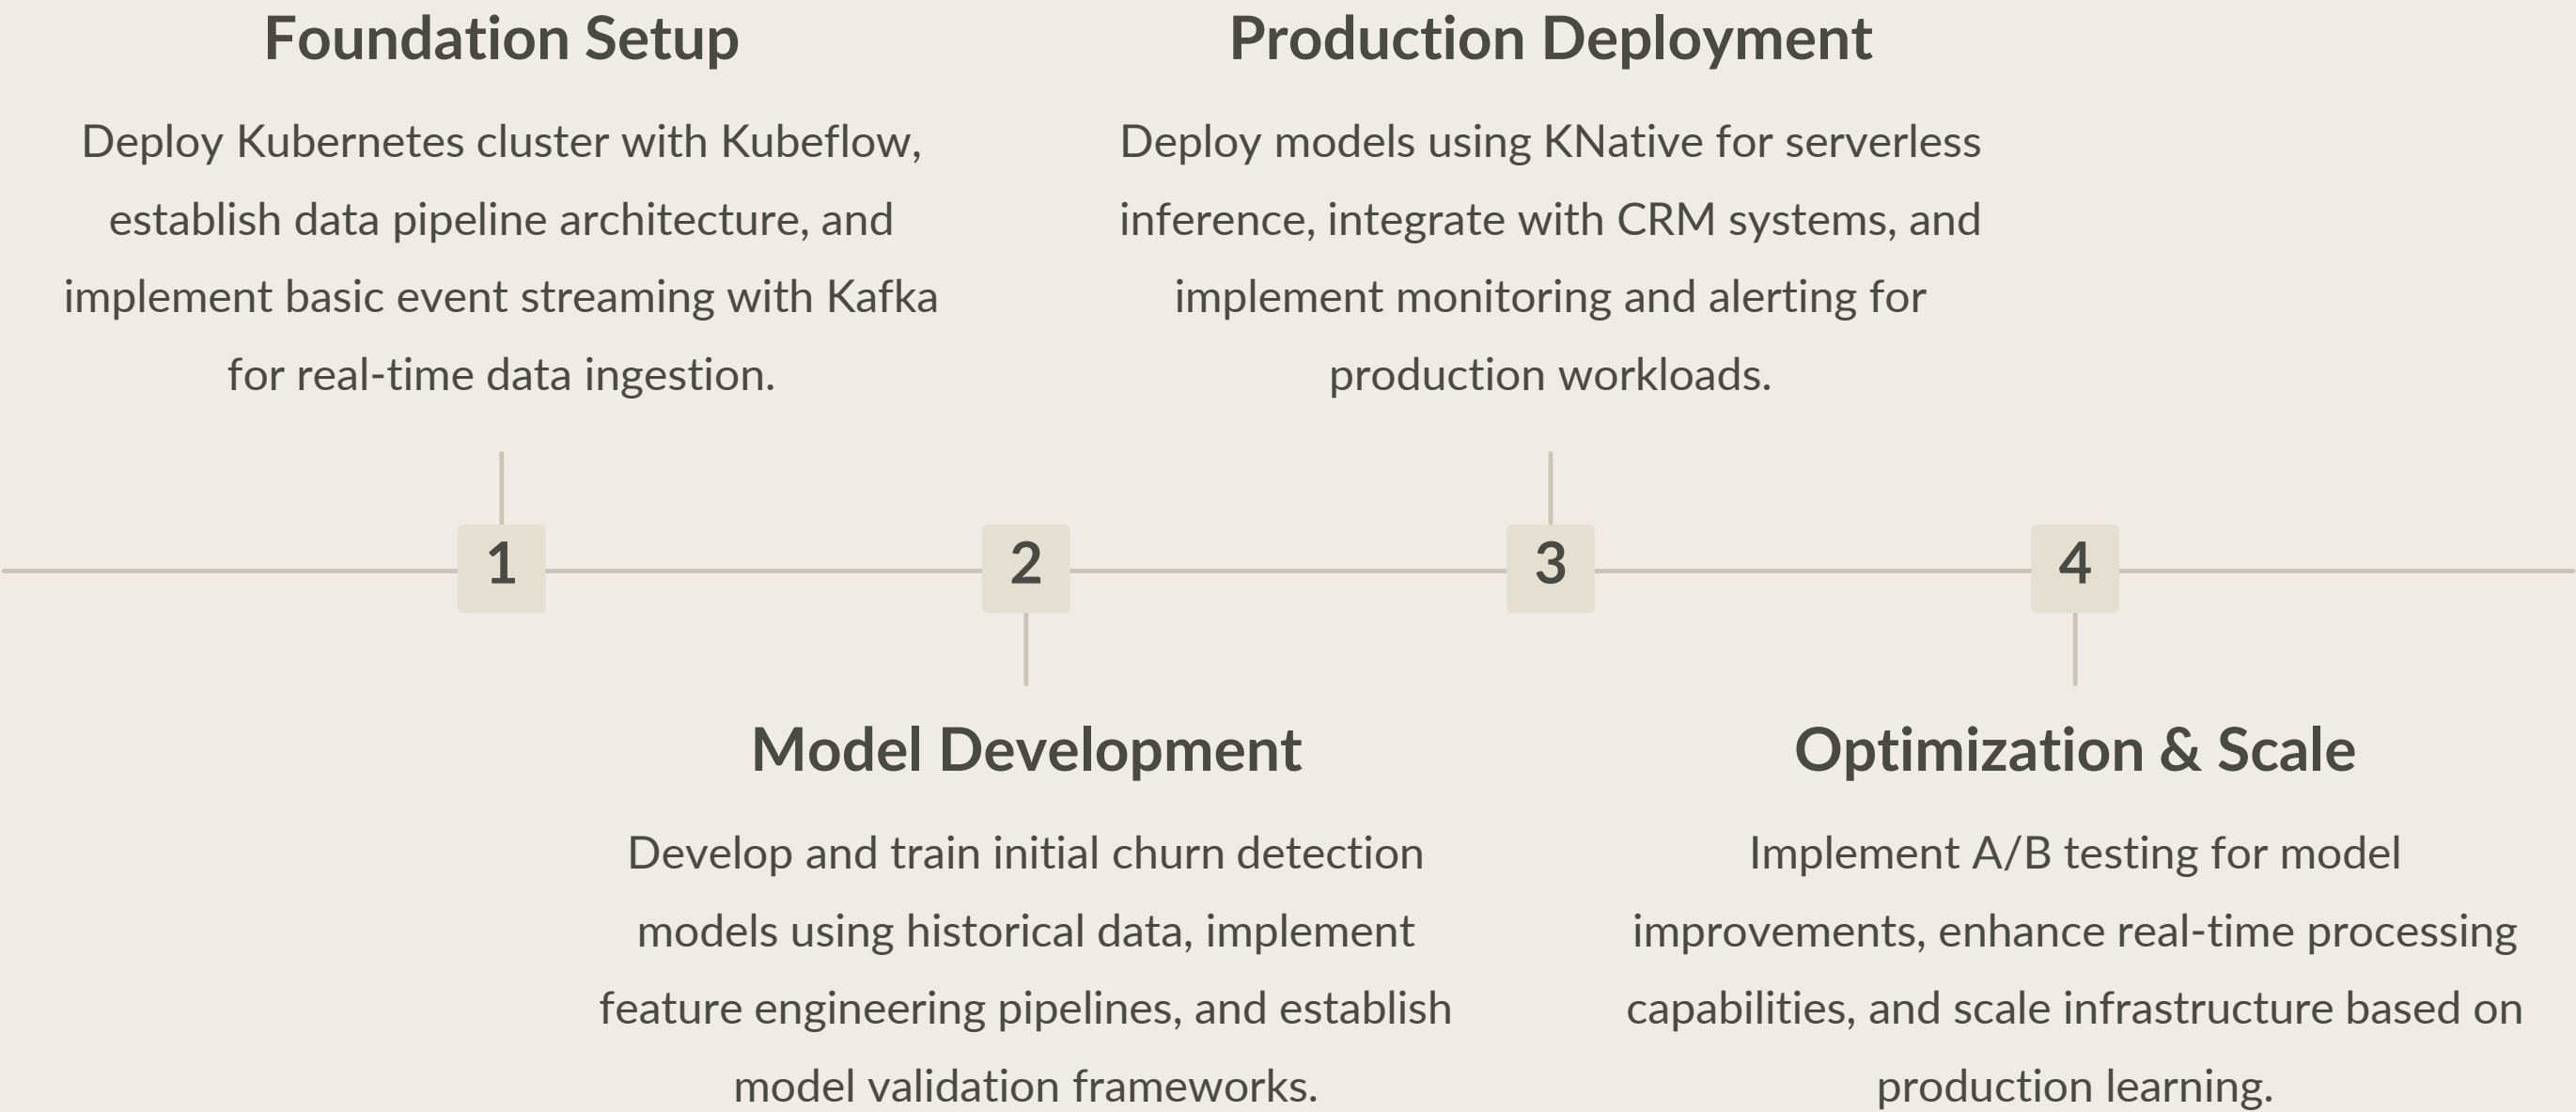 Foundation Setup
Deploy Kubernetes cluster with Kubeflow,
establish data pipeline architecture, and
implement basic event streaming with Kafka
for real-time data ingestion.
Production Deployment
Deploy models using KNative for serverless
inference, integrate with CRM systems, and
implement monitoring and alerting for
production workloads.
1
2
3
4
Model Development
Develop and train initial churn detection
models using historical data, implement
feature engineering pipelines, and establish
model validation frameworks.
Optimization & Scale
Implement A/B testing for model
improvements, enhance real-time processing
capabilities, and scale infrastructure based on
production learning.